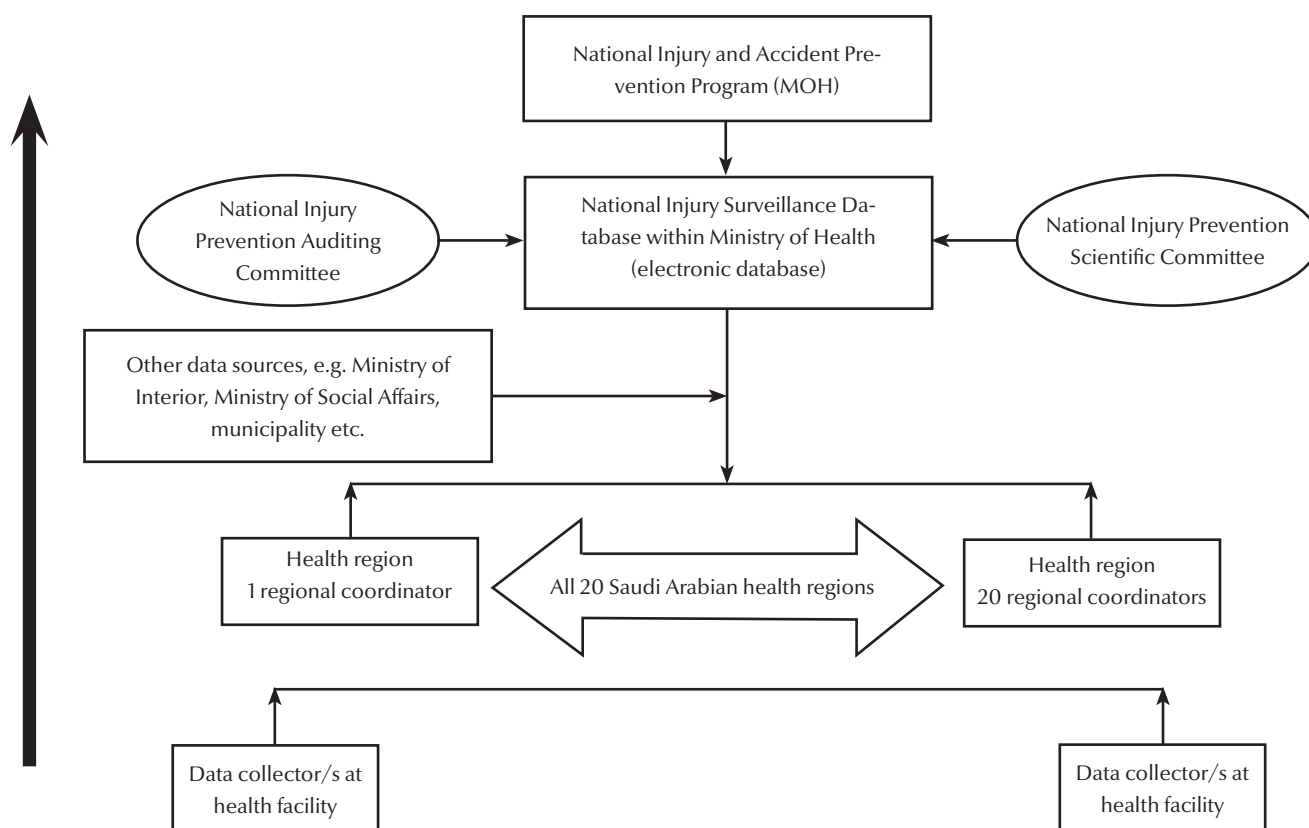 National Injury and Accident Pre-
vention Program (MOH)
National Injury
Prevention Auditing
Committee
National Injury Surveillance Da-
tabase within Ministry of Health
(electronic database)
National Injury Prevention
Scientific Committee
Other data sources, e.g. Ministry of
Interior, Ministry of Social Affairs,
municipality etc.
Health region
1 regional coordinator
All 20 Saudi Arabian health regions
Health region
20 regional coordinators
Data collector/s at
health facility
Data collector/s at
health facility